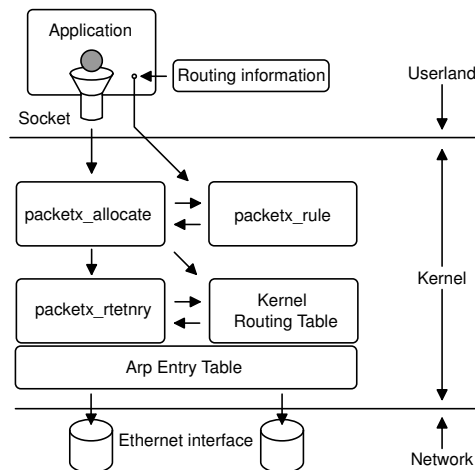 Application
Routing information
Userland
Socket
packetx_allocate
packetx_rule
Kernel
packetx_rtetnry
Kernel
Routing Table
Arp Entry Table
Ethernet interface
Network